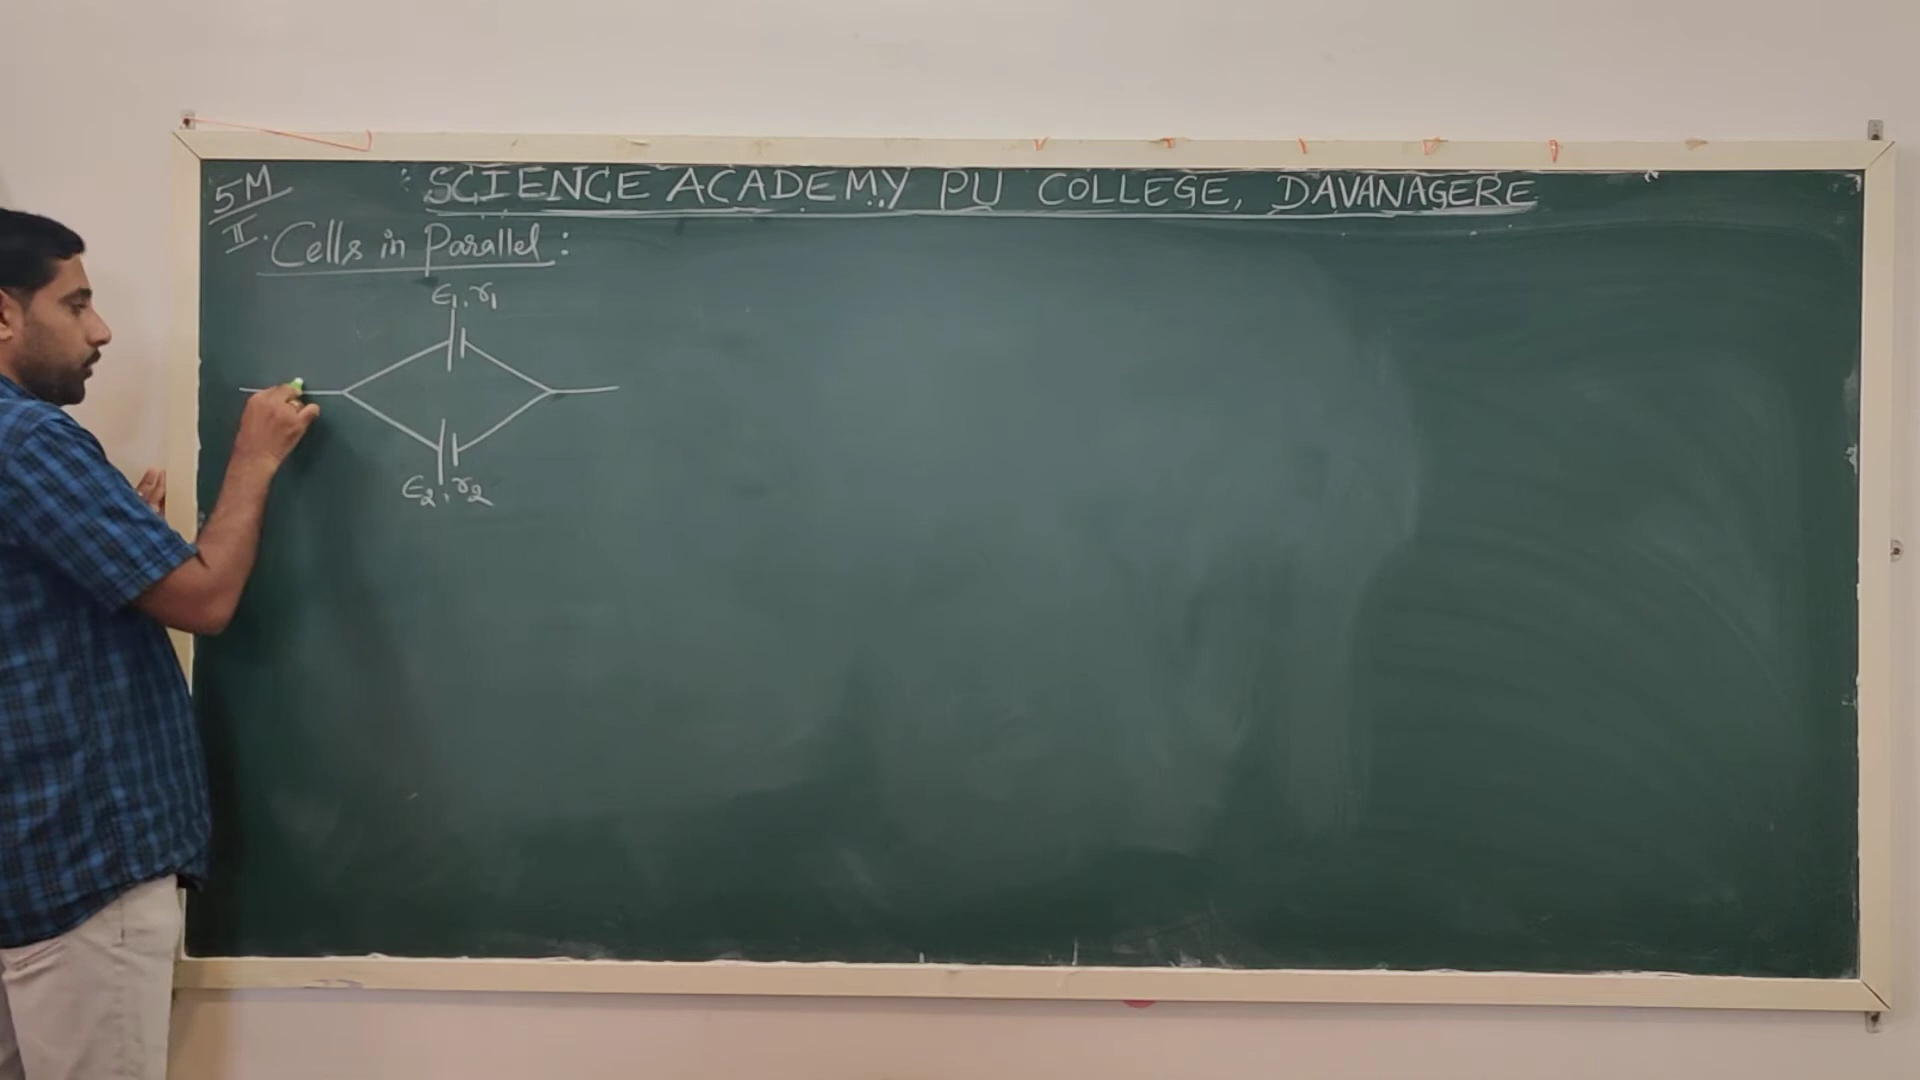 5M
SCIENCE ACADEMY PU COLLEGE, DAVANAGERE
II. Cells in Parallel :
ε1, r1
ε2, r2